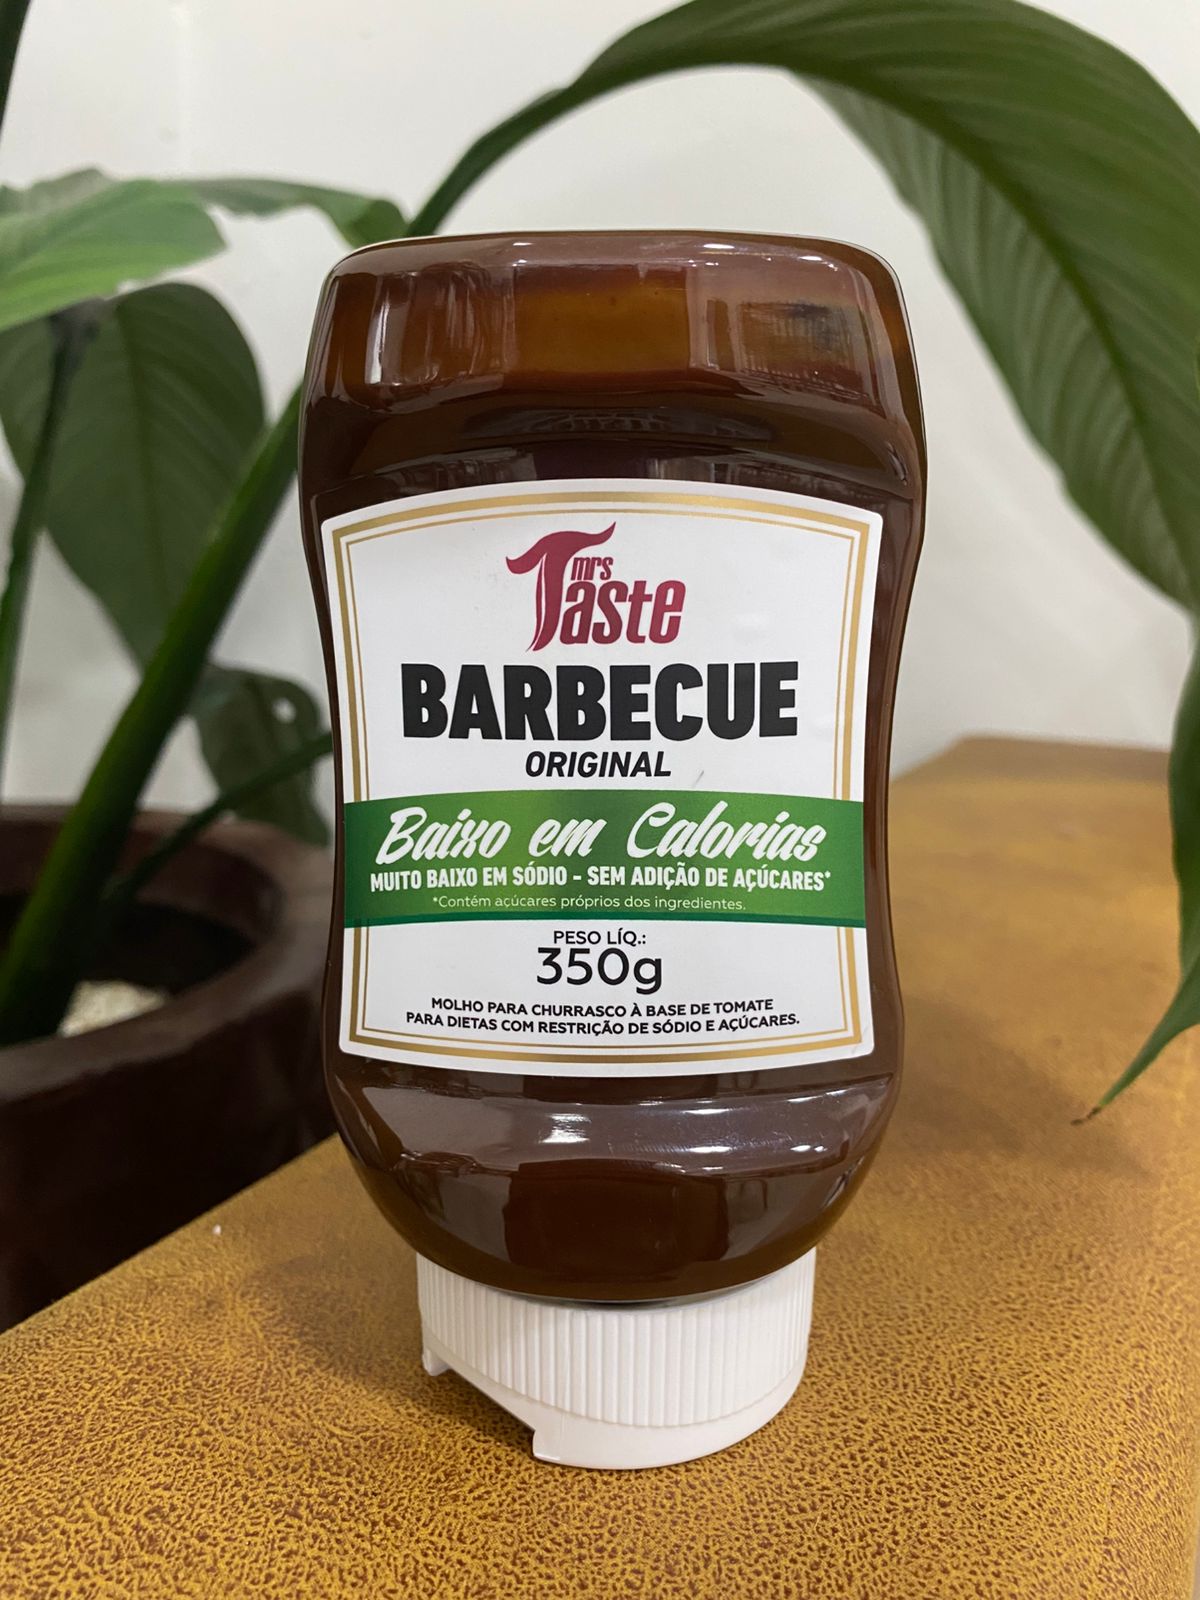 mrs
Taste
BARBECUE
ORIGINAL
Baixo em Calorias
MUITO BAIXO EM SÓDIO - SEM ADIÇÃO DE AÇÚCARES*
*Contém açúcares próprios dos ingredientes.
PESO LÍQ.:
350g
MOLHO PARA CHURRASCO À BASE DE TOMATE
PARA DIETAS COM RESTRIÇÃO DE SÓDIO E AÇÚCARES.